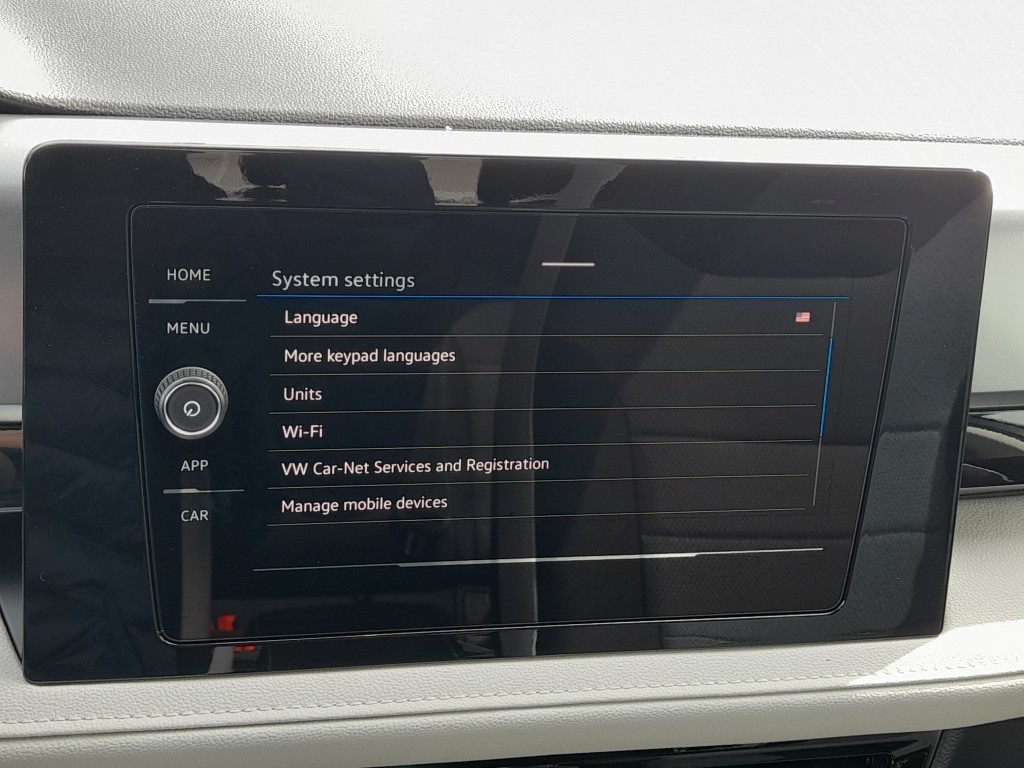 HOME
MENU
APP
CAR
System settings
Language
More keypad languages
Units
Wi-Fi
VW Car-Net Services and Registration
Manage mobile devices